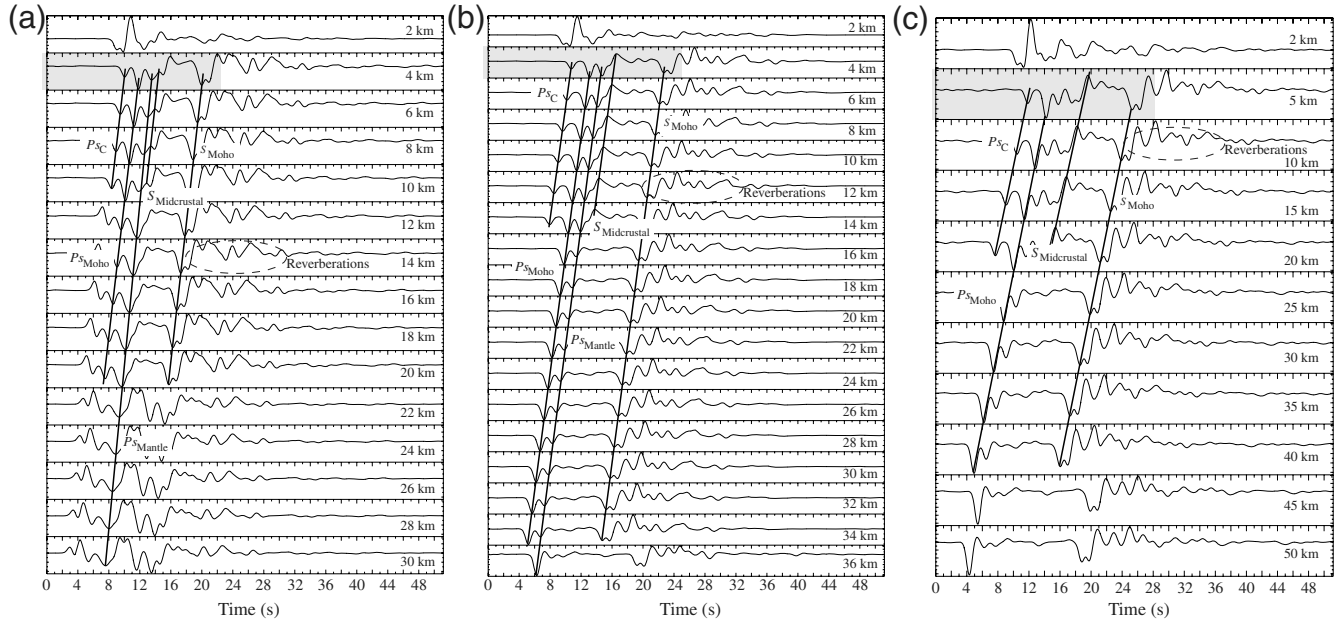 (a)
2 km
4 km
6 km
Ps_C
8 km
S_Moho
10 km
S_Midcrustal
12 km
Ps_Moho
14 km
Reverberations
16 km
18 km
20 km
22 km
Ps_Mantle
24 km
26 km
28 km
30 km
0 4 8 12 16 20 24 28 32 36 40 44 48
Time (s)
(b)
2 km
4 km
Ps_C
6 km
S_Moho
8 km
10 km
12 km
Reverberations
14 km
S_Midcrustal
16 km
Ps_Moho
18 km
20 km
Ps_Mantle
22 km
24 km
26 km
28 km
30 km
32 km
34 km
36 km
0 4 8 12 16 20 24 28 32 36 40 44 48
Time (s)
(c)
2 km
5 km
Ps_C
Reverberations
10 km
S_Moho
15 km
S_Midcrustal
20 km
Ps_Moho
25 km
30 km
35 km
40 km
45 km
50 km
0 4 8 12 16 20 24 28 32 36 40 44 48
Time (s)